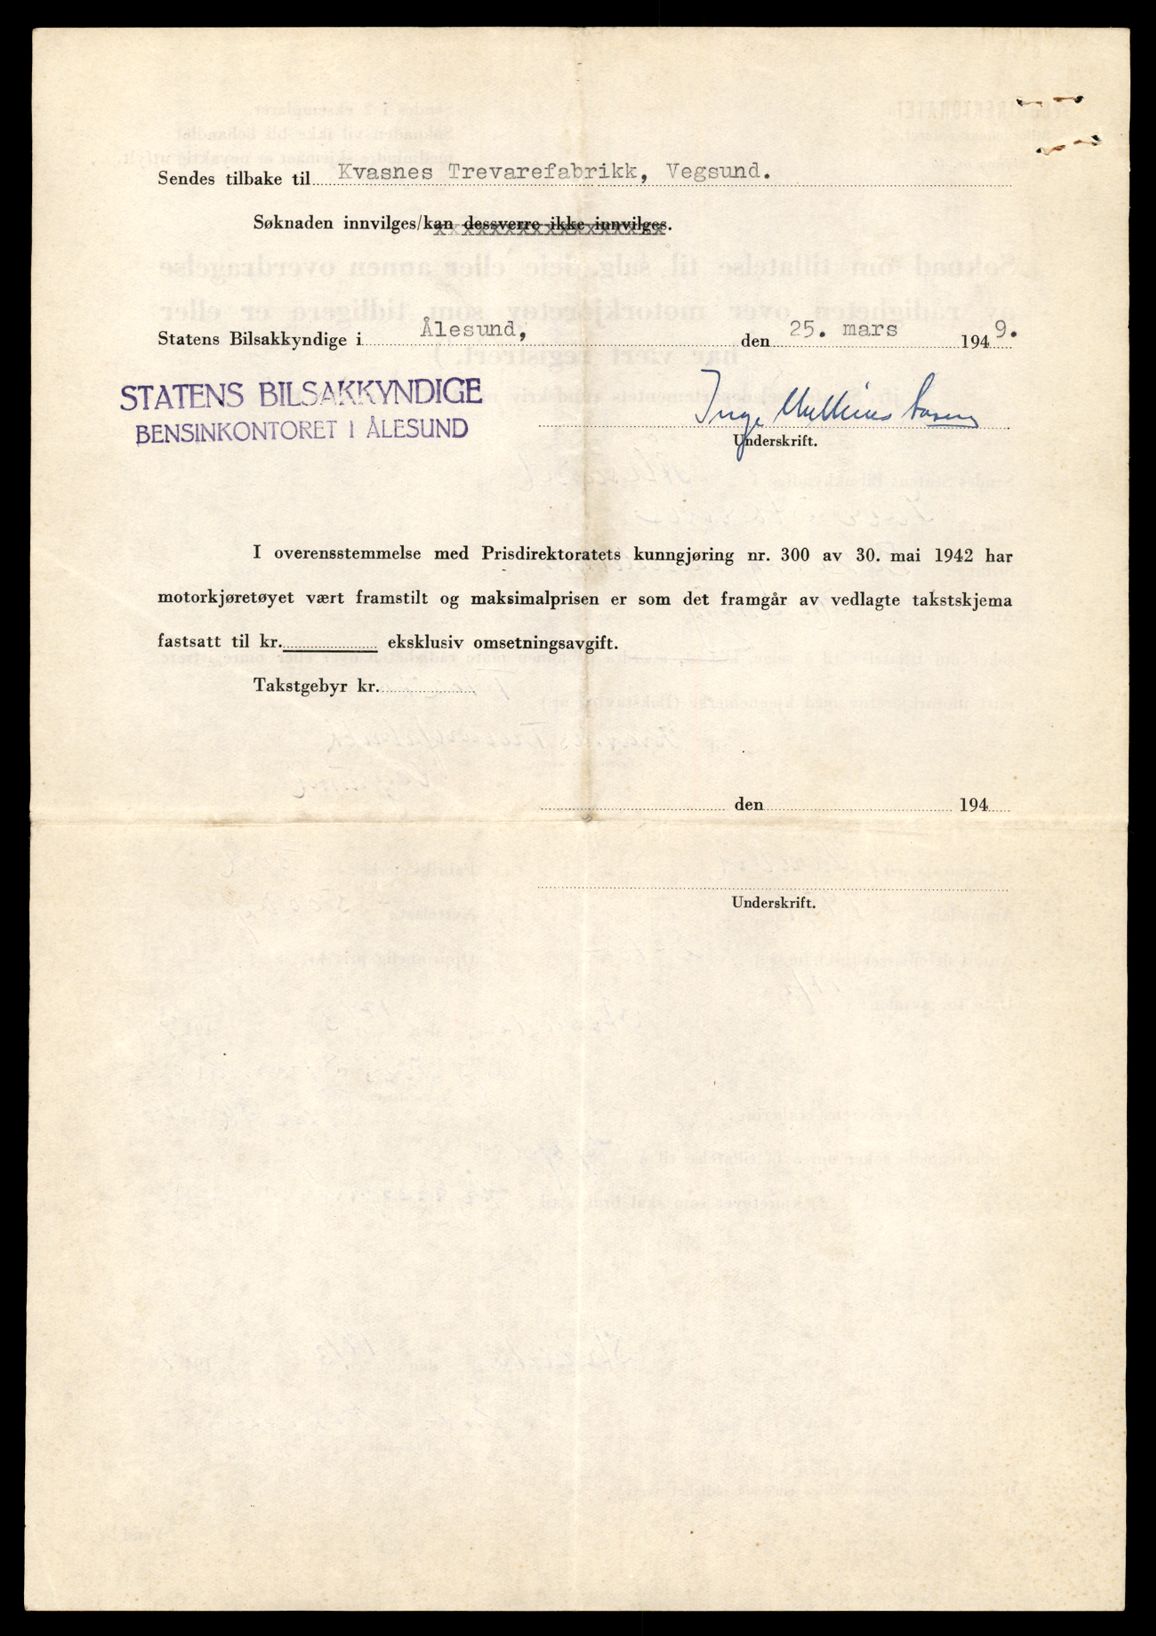 Sendes tilbake til Kvasnes Trevarefabrikk, Vegsund.
Søknaden innvilges/kan dessverre ikke innvilges.
Statens Bilsakkyndige i Ålesund, den 25. mars 1949.
STATENS BILSAKKYNDIGE
BENSINKONTORET I ÅLESUND
Inge
Underskrift.
I overensstemmelse med Prisdirektoratets kunngjøring nr. 300 av 30. mai 1942 har
motorkjøretøyet vært framstilt og maksimalprisen er som det framgår av vedlagte takstskjema
fastsatt til kr. eksklusiv omsetningsavgift.
Takstgebyr kr.
den 194
Underskrift.